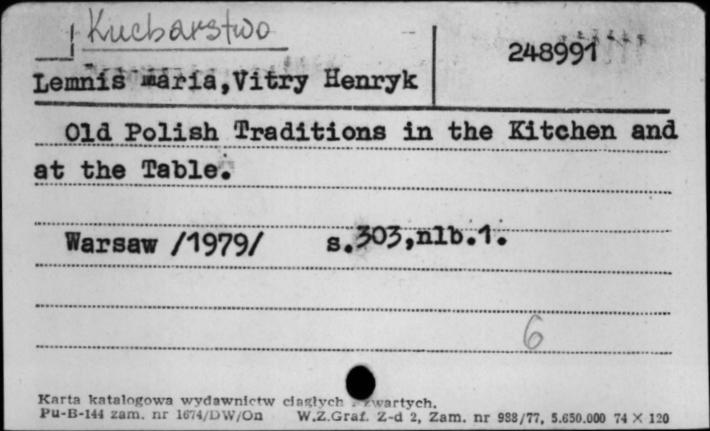 Kucharstwo
248991
Lemnis maria,Vitry Henryk
Old Polish Traditions in the Kitchen and
at the Table.
Warsaw /1979/ s.303,nlb.1.
6
Karta katalogowa wydawnictw ciągłych zwartych.
Pu-B-144 zam. nr 1674/DW/On W.Z.Graf. Z-d 2, Zam. nr 988/77, 5.650.000 74 × 120